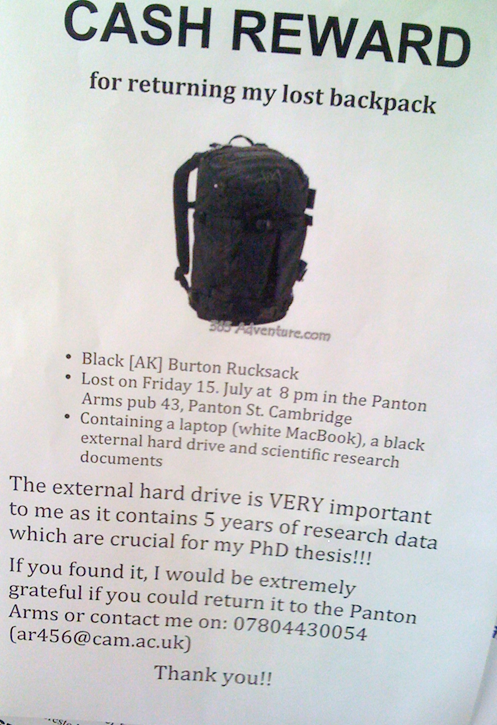 CASH REWARD
for returning my lost backpack
365 Adventure.com
• Black [AK] Burton Rucksack
• Lost on Friday 15. July at 8 pm in the Panton
Arms pub 43, Panton St. Cambridge
• Containing a laptop (white MacBook), a black
external hard drive and scientific research
documents
The external hard drive is VERY important
to me as it contains 5 years of research data
which are crucial for my PhD thesis!!!
If you found it, I would be extremely
grateful if you could return it to the Panton
Arms or contact me on: 07804430054
(ar456@cam.ac.uk)
Thank you!!